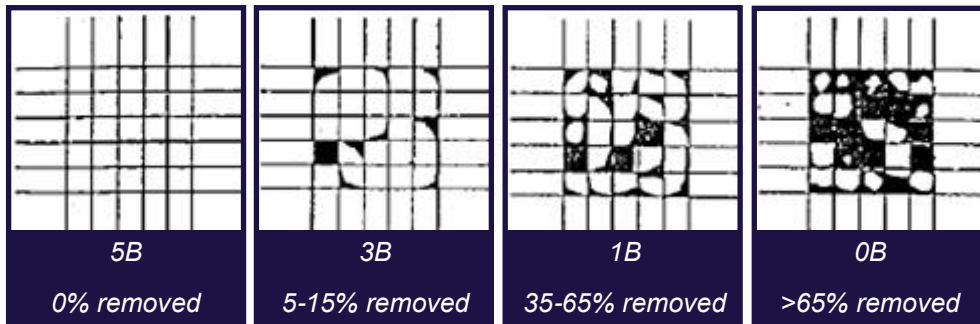 5B
0% removed
3B
5-15% removed
1B
35-65% removed
0B
>65% removed